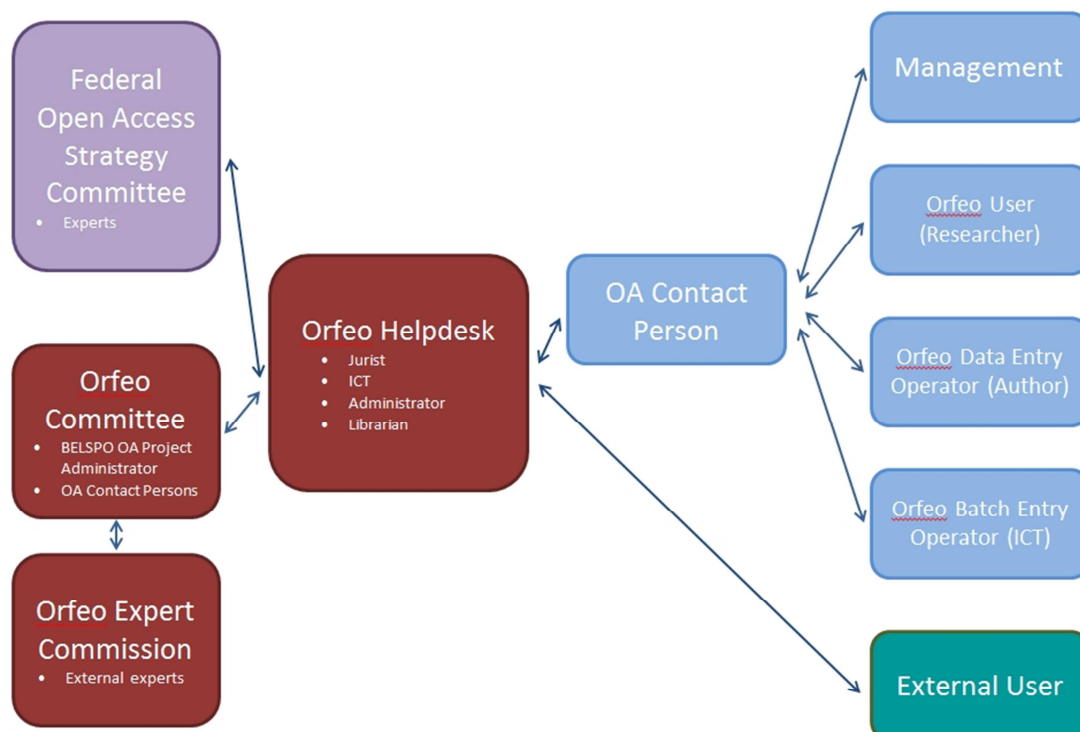 Federal
Open Access
Strategy
Committee
• Experts
Orfeo
Committee
• BELSPO OA Project
Administrator
• OA Contact Persons
Orfeo Expert
Commission
• External experts
Orfeo Helpdesk
• Jurist
• ICT
• Administrator
• Librarian
OA Contact
Person
Management
Orfeo User
(Researcher)
Orfeo Data Entry
Operator (Author)
Orfeo Batch Entry
Operator (ICT)
External User